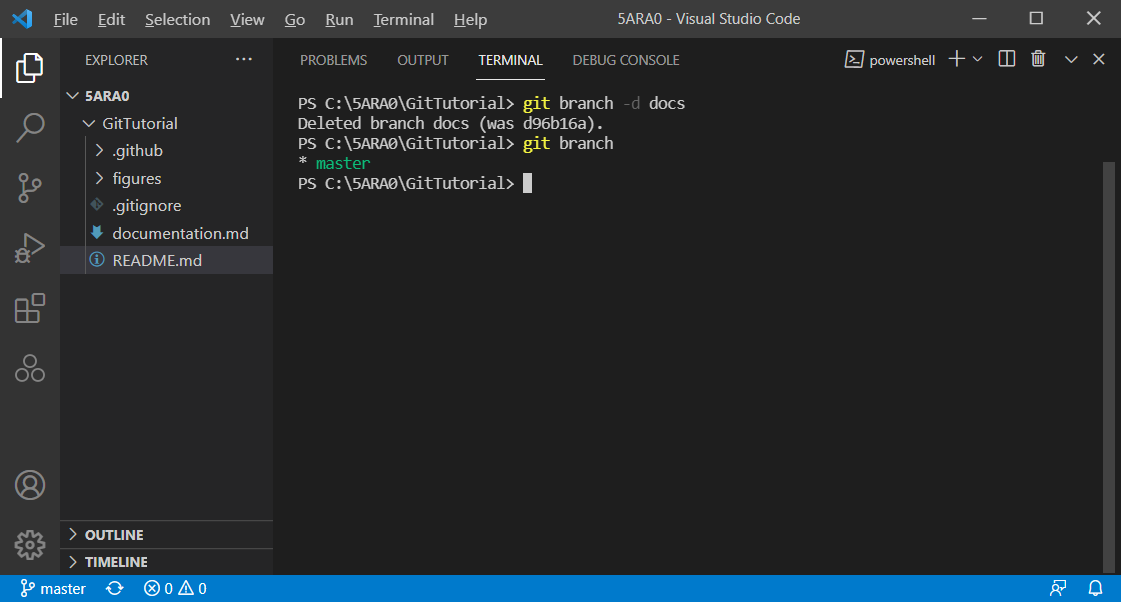 File Edit Selection View Go Run Terminal Help 5ARA0 - Visual Studio Code
EXPLORER ...
PROBLEMS OUTPUT TERMINAL DEBUG CONSOLE powershell
5ARA0
GitTutorial
.github
figures
.gitignore
documentation.md
README.md
PS C:\5ARA0\GitTutorial> git branch -d docs
Deleted branch docs (was d96b16a).
PS C:\5ARA0\GitTutorial> git branch
* master
PS C:\5ARA0\GitTutorial>
OUTLINE
TIMELINE
master 0 0